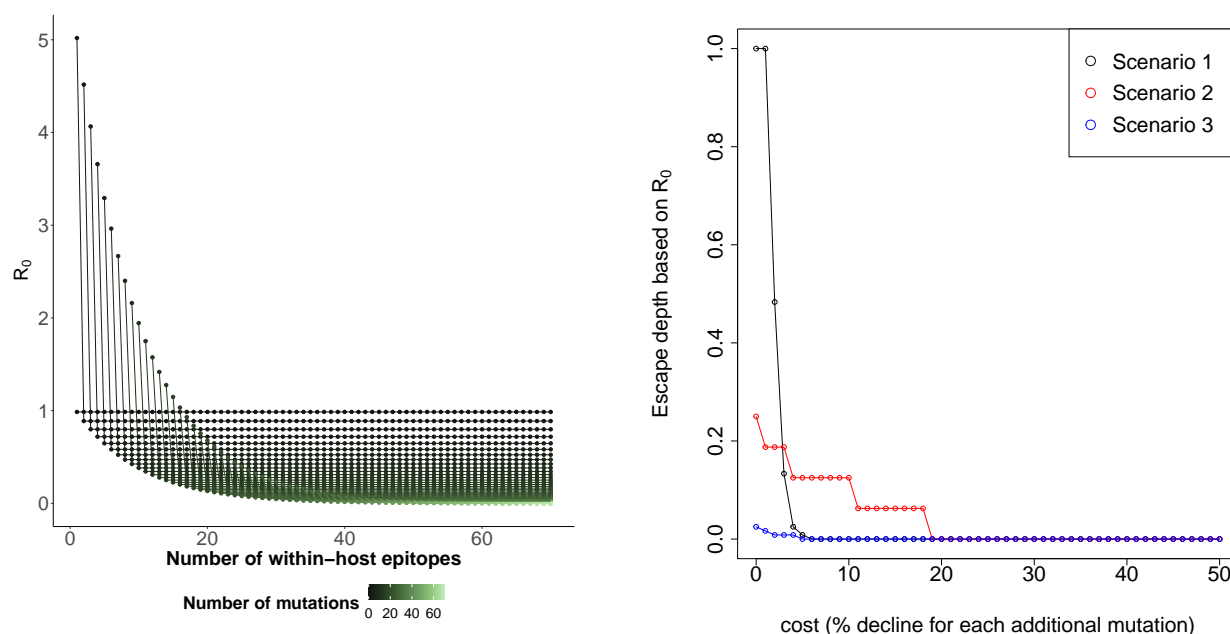 5
4
3
2
1
0
R0
0
20
40
60
Number of within−host epitopes
Number of mutations
0 20 40 60
1.0
0.8
0.6
0.4
0.2
0.0
Escape depth based on R0
Scenario 1
Scenario 2
Scenario 3
0
10
20
30
40
50
cost (% decline for each additional mutation)